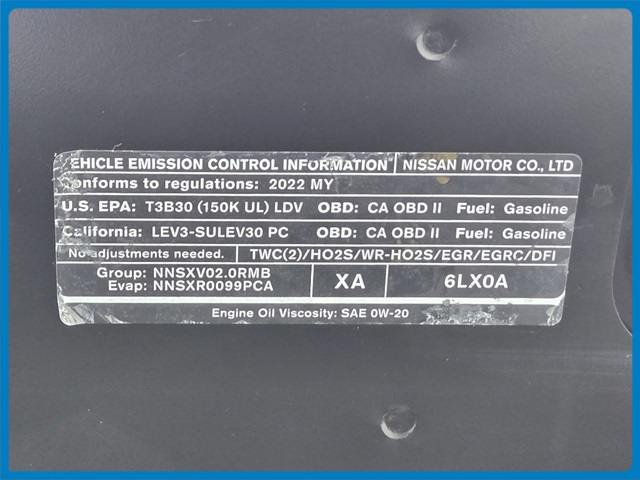 EHICLE EMISSION CONTROL INFORMATION NISSAN MOTOR CO., LTD
onforms to regulations: 2022 MY
U.S. EPA: T3B30 (150K UL) LDV OBD: CA OBD II Fuel: Gasoline
California: LEV3-SULEV30 PC OBD: CA OBD II Fuel: Gasoline
No adjustments needed. TWC(2)/HO2S/WR-HO2S/EGR/EGRC/DFI
Group: NNSXV02.0RMB XA 6LX0A
Evap: NNSXR0099PCA
Engine Oil Viscosity: SAE 0W-20